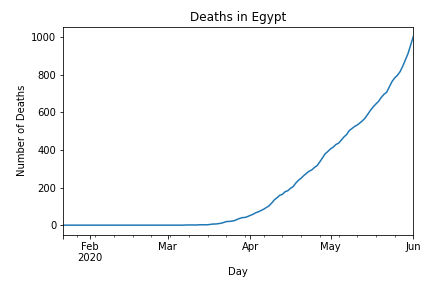 Deaths in Egypt
1000
800
600
400
200
0
Number of Deaths
Feb
2020
Mar
Apr
May
Jun
Day